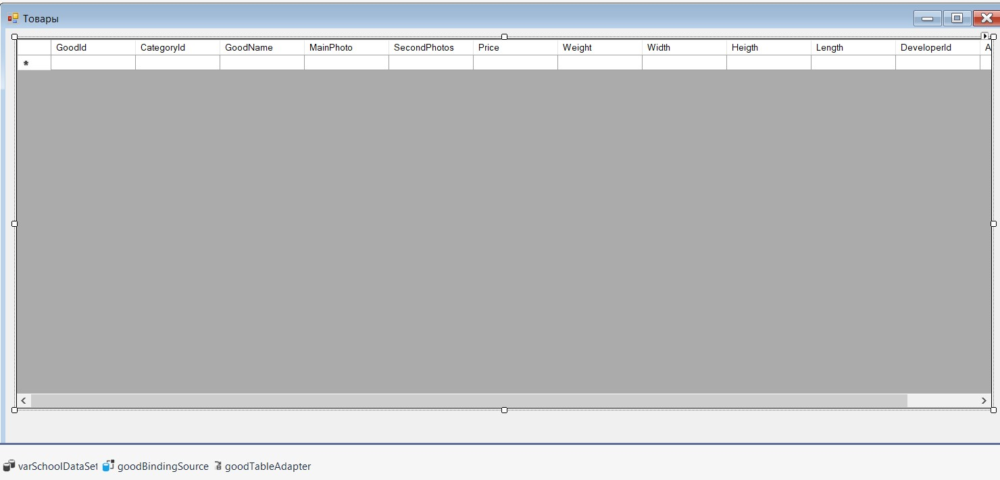 Товары
GoodId CategoryId GoodName MainPhoto SecondPhotos Price Weight Width Heigth Length DeveloperId A
*
varSchoolDataSet goodBindingSource goodTableAdapter